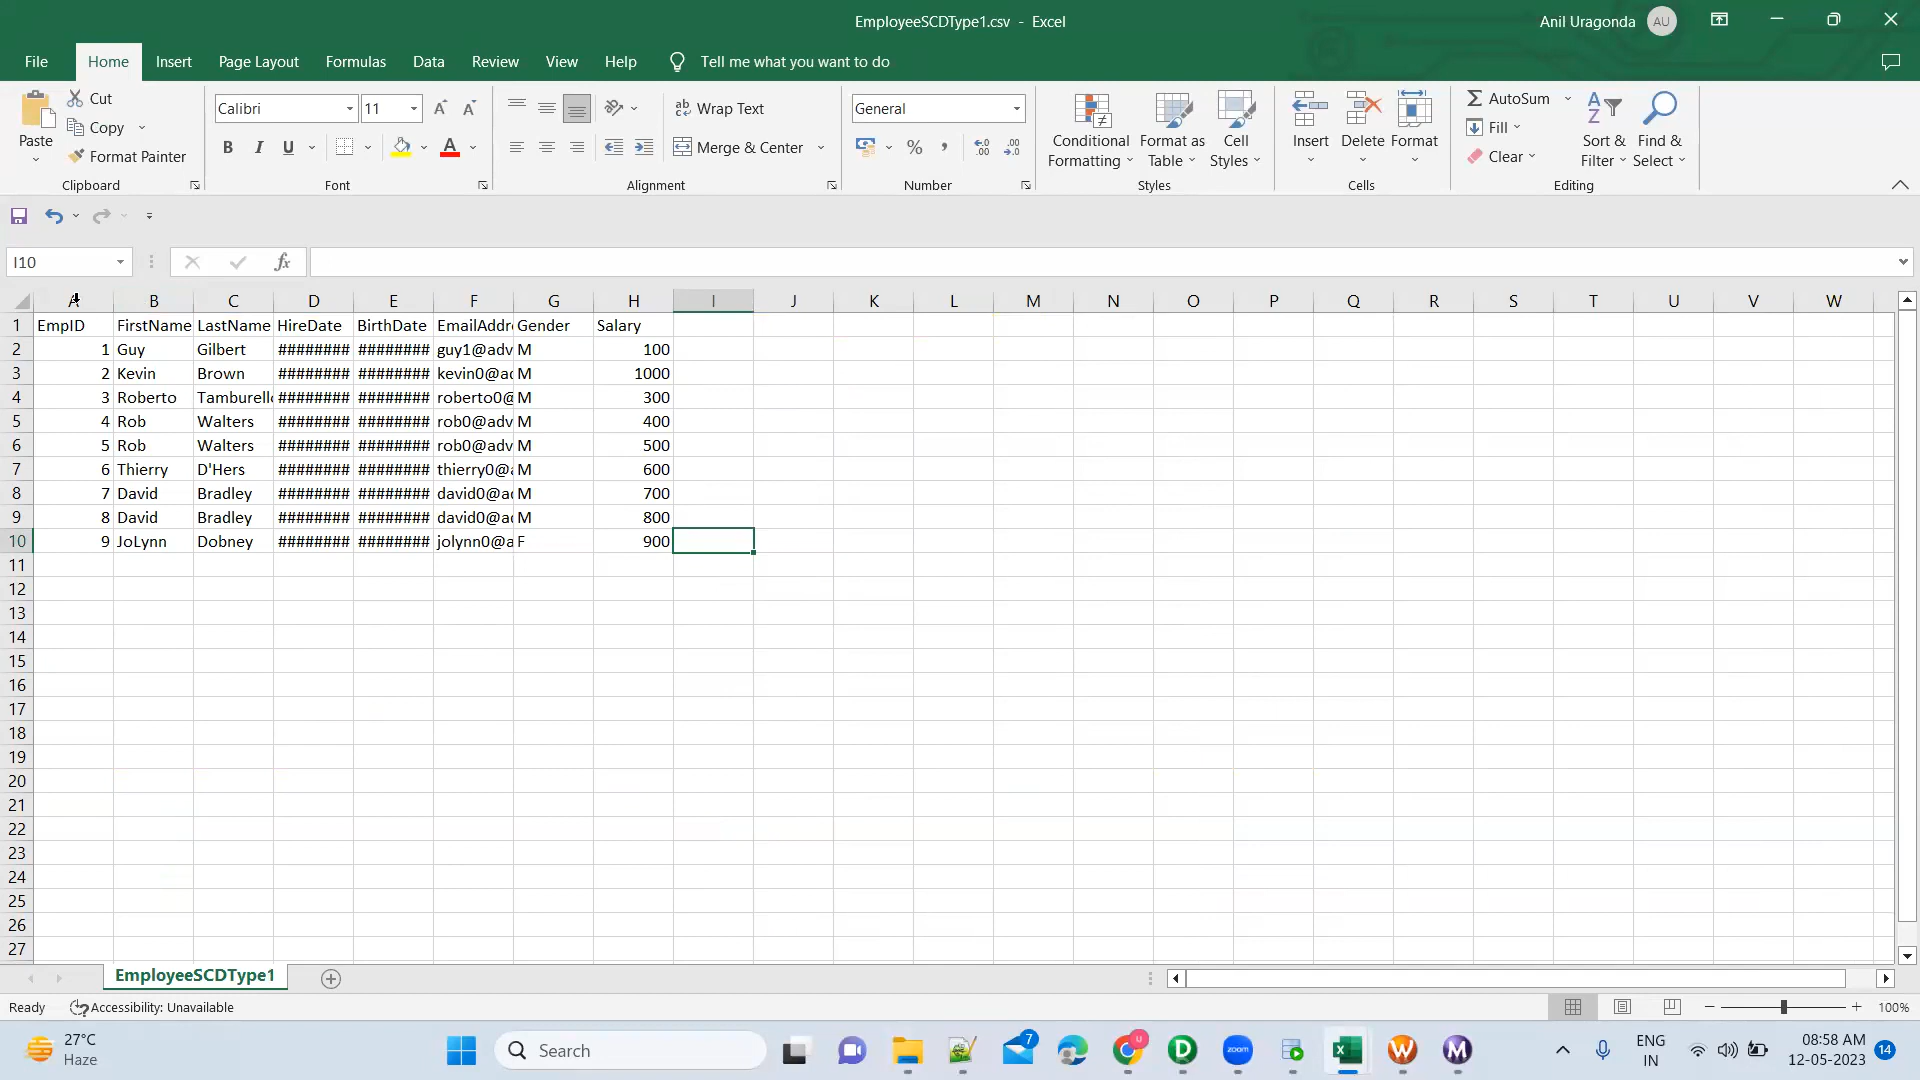 EmployeeSCDType1.csv - Excel
Anil Uragonda AU
File Home Insert Page Layout Formulas Data Review View Help Tell me what you want to do
Paste
Cut
Copy
Format Painter
Clipboard
Calibri 11
B I U
Font
Wrap Text
Merge & Center
Alignment
General
Number
Conditional Formatting
Format as Table
Cell Styles
Styles
Insert
Delete
Format
Cells
AutoSum
Fill
Clear
Sort & Filter
Find & Select
Editing
I10
fx
A B C D E F G H I J K L M N O P Q R S T U V W
1 EmpID FirstName LastName HireDate BirthDate EmailAddr Gender Salary
2 1 Guy Gilbert ######## ######## guy1@adv M 100
3 2 Kevin Brown ######## ######## kevin0@ad M 1000
4 3 Roberto Tamburello ######## ######## roberto0@ M 300
5 4 Rob Walters ######## ######## rob0@adv M 400
6 5 Rob Walters ######## ######## rob0@adv M 500
7 6 Thierry D'Hers ######## ######## thierry0@a M 600
8 7 David Bradley ######## ######## david0@ad M 700
9 8 David Bradley ######## ######## david0@ad M 800
10 9 JoLynn Dobney ######## ######## jolynn0@a F 900
11
12
13
14
15
16
17
18
19
20
21
22
23
24
25
26
27
EmployeeSCDType1
Ready Accessibility: Unavailable
100%
27°C
Haze
Search
7
zoom
ENG
IN
08:58 AM
12-05-2023
14